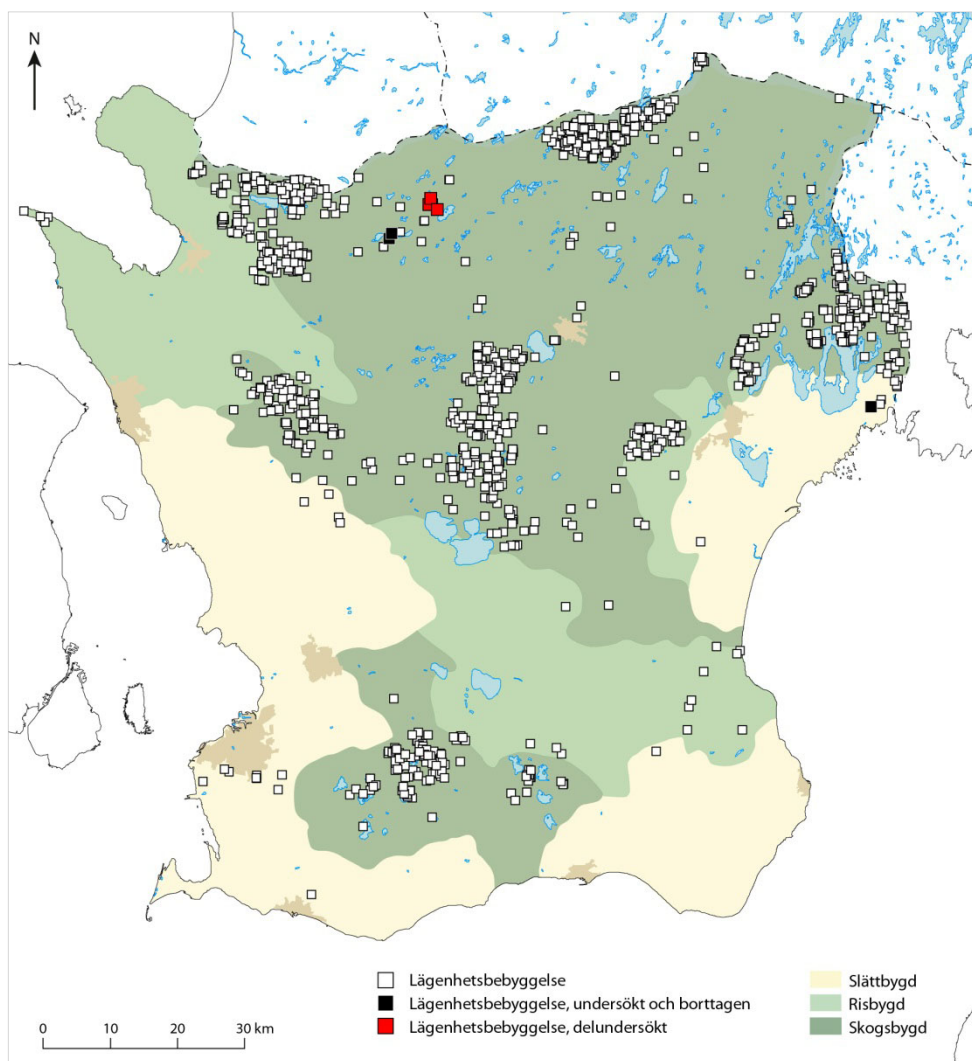 N
Lägenhetsbebyggelse
Lägenhetsbebyggelse, undersökt och borttagen
Lägenhetsbebyggelse, delundersökt
Slättbygd
Risbygd
Skogsbygd
0 10 20 30 km